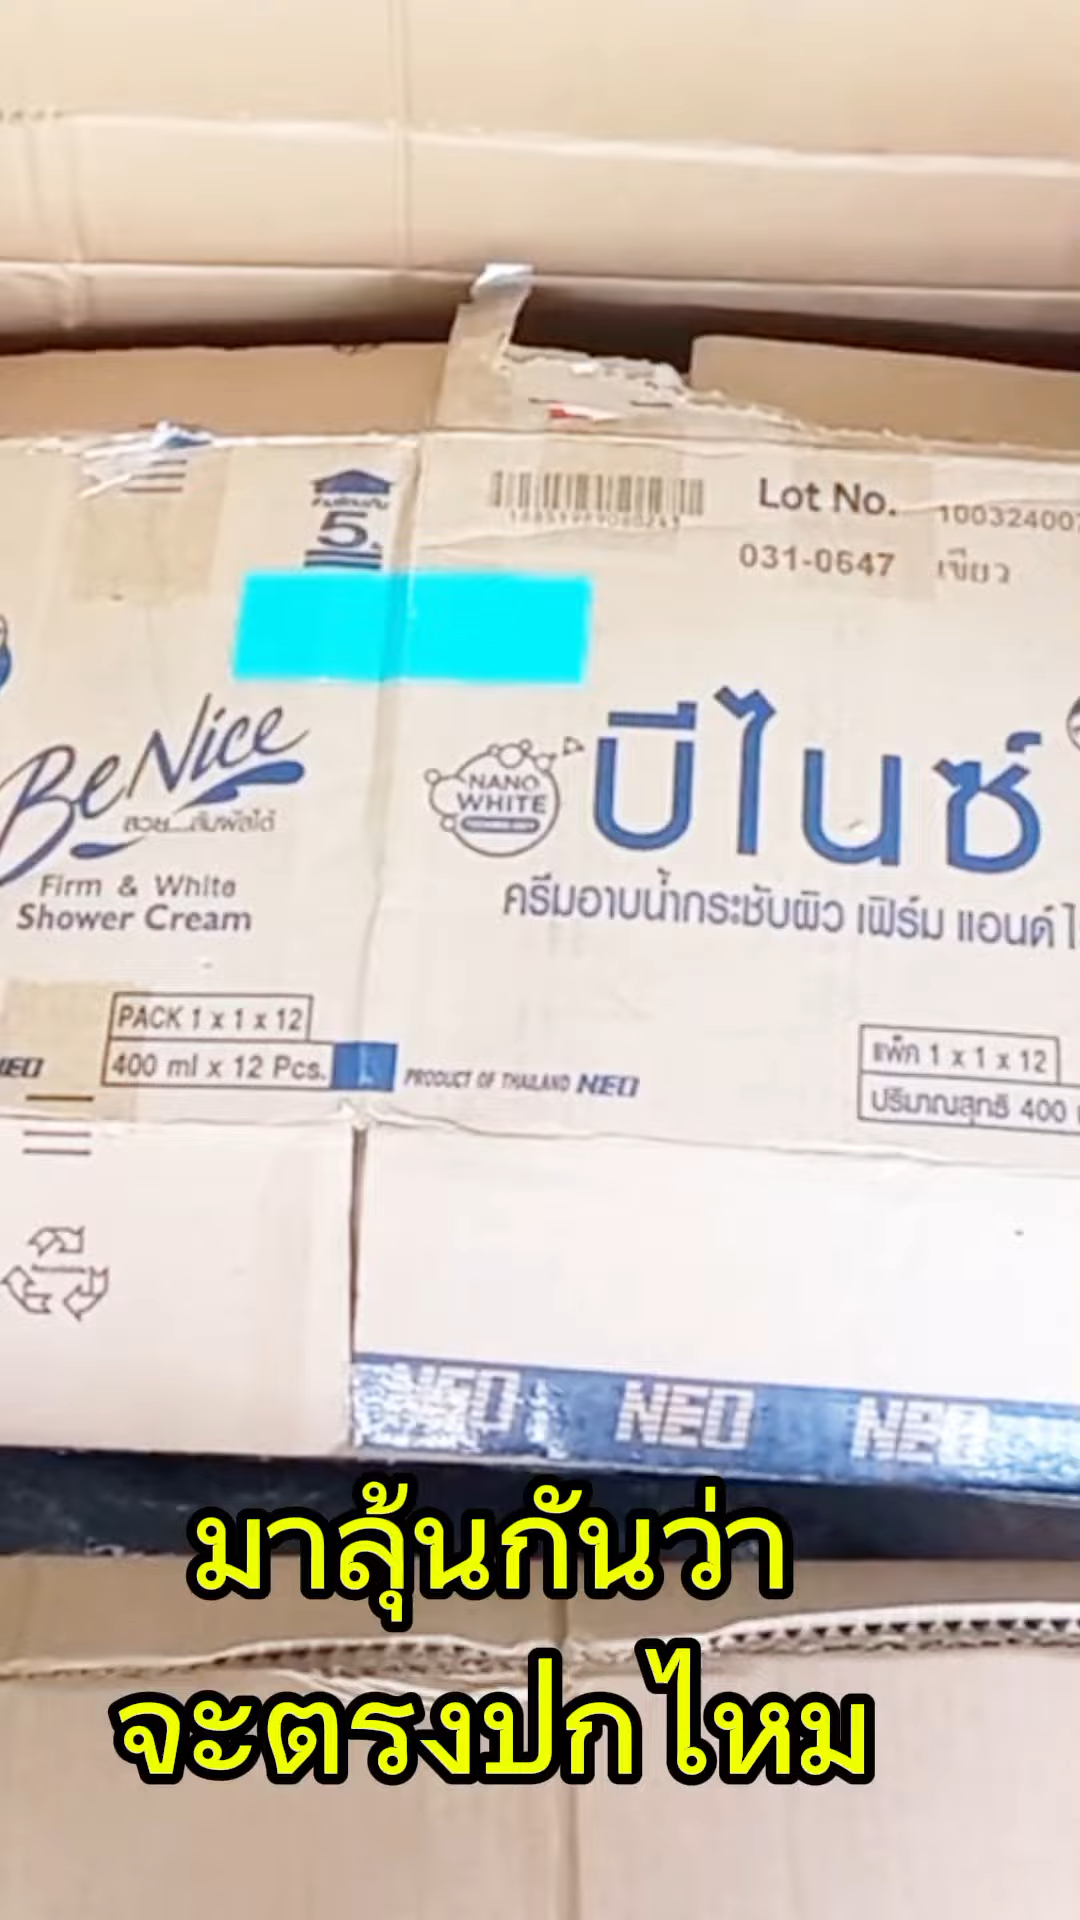 5
Lot No. 1003240
031-0647 เขียว
BeNice
สวย...สัมผัสได้
Firm & White
Shower Cream
PACK 1 x 1 x 12
400 ml x 12 Pcs.
NEO
NANO
WHITE
บีไนซ์
ครีมอาบน้ำกระชับผิว เฟิร์ม แอนด์ ไ
PRODUCT OF THAILAND NEO
แพ็ค 1 x 1 x 12
ปริมาณสุทธิ 400
NEO NEO NEO
มาลุ้นกันว่า
จะตรงปกไหม